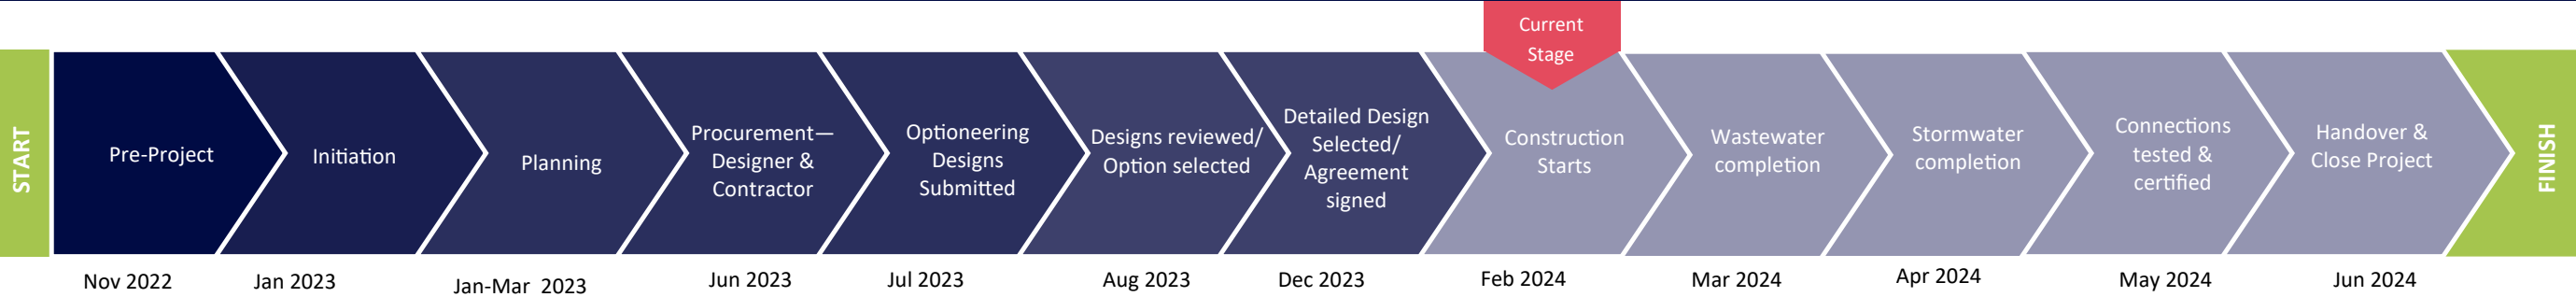 Current
Stage
START
Pre-Project
Initiation
Planning
Procurement—
Designer &
Contractor
Optioneering
Designs
Submitted
Designs reviewed/
Option selected
Detailed Design
Selected/
Agreement
signed
Construction
Starts
Wastewater
completion
Stormwater
completion
Connections
tested &
certified
Handover &
Close Project
FINISH
Nov 2022
Jan 2023
Jan-Mar 2023
Jun 2023
Jul 2023
Aug 2023
Dec 2023
Feb 2024
Mar 2024
Apr 2024
May 2024
Jun 2024